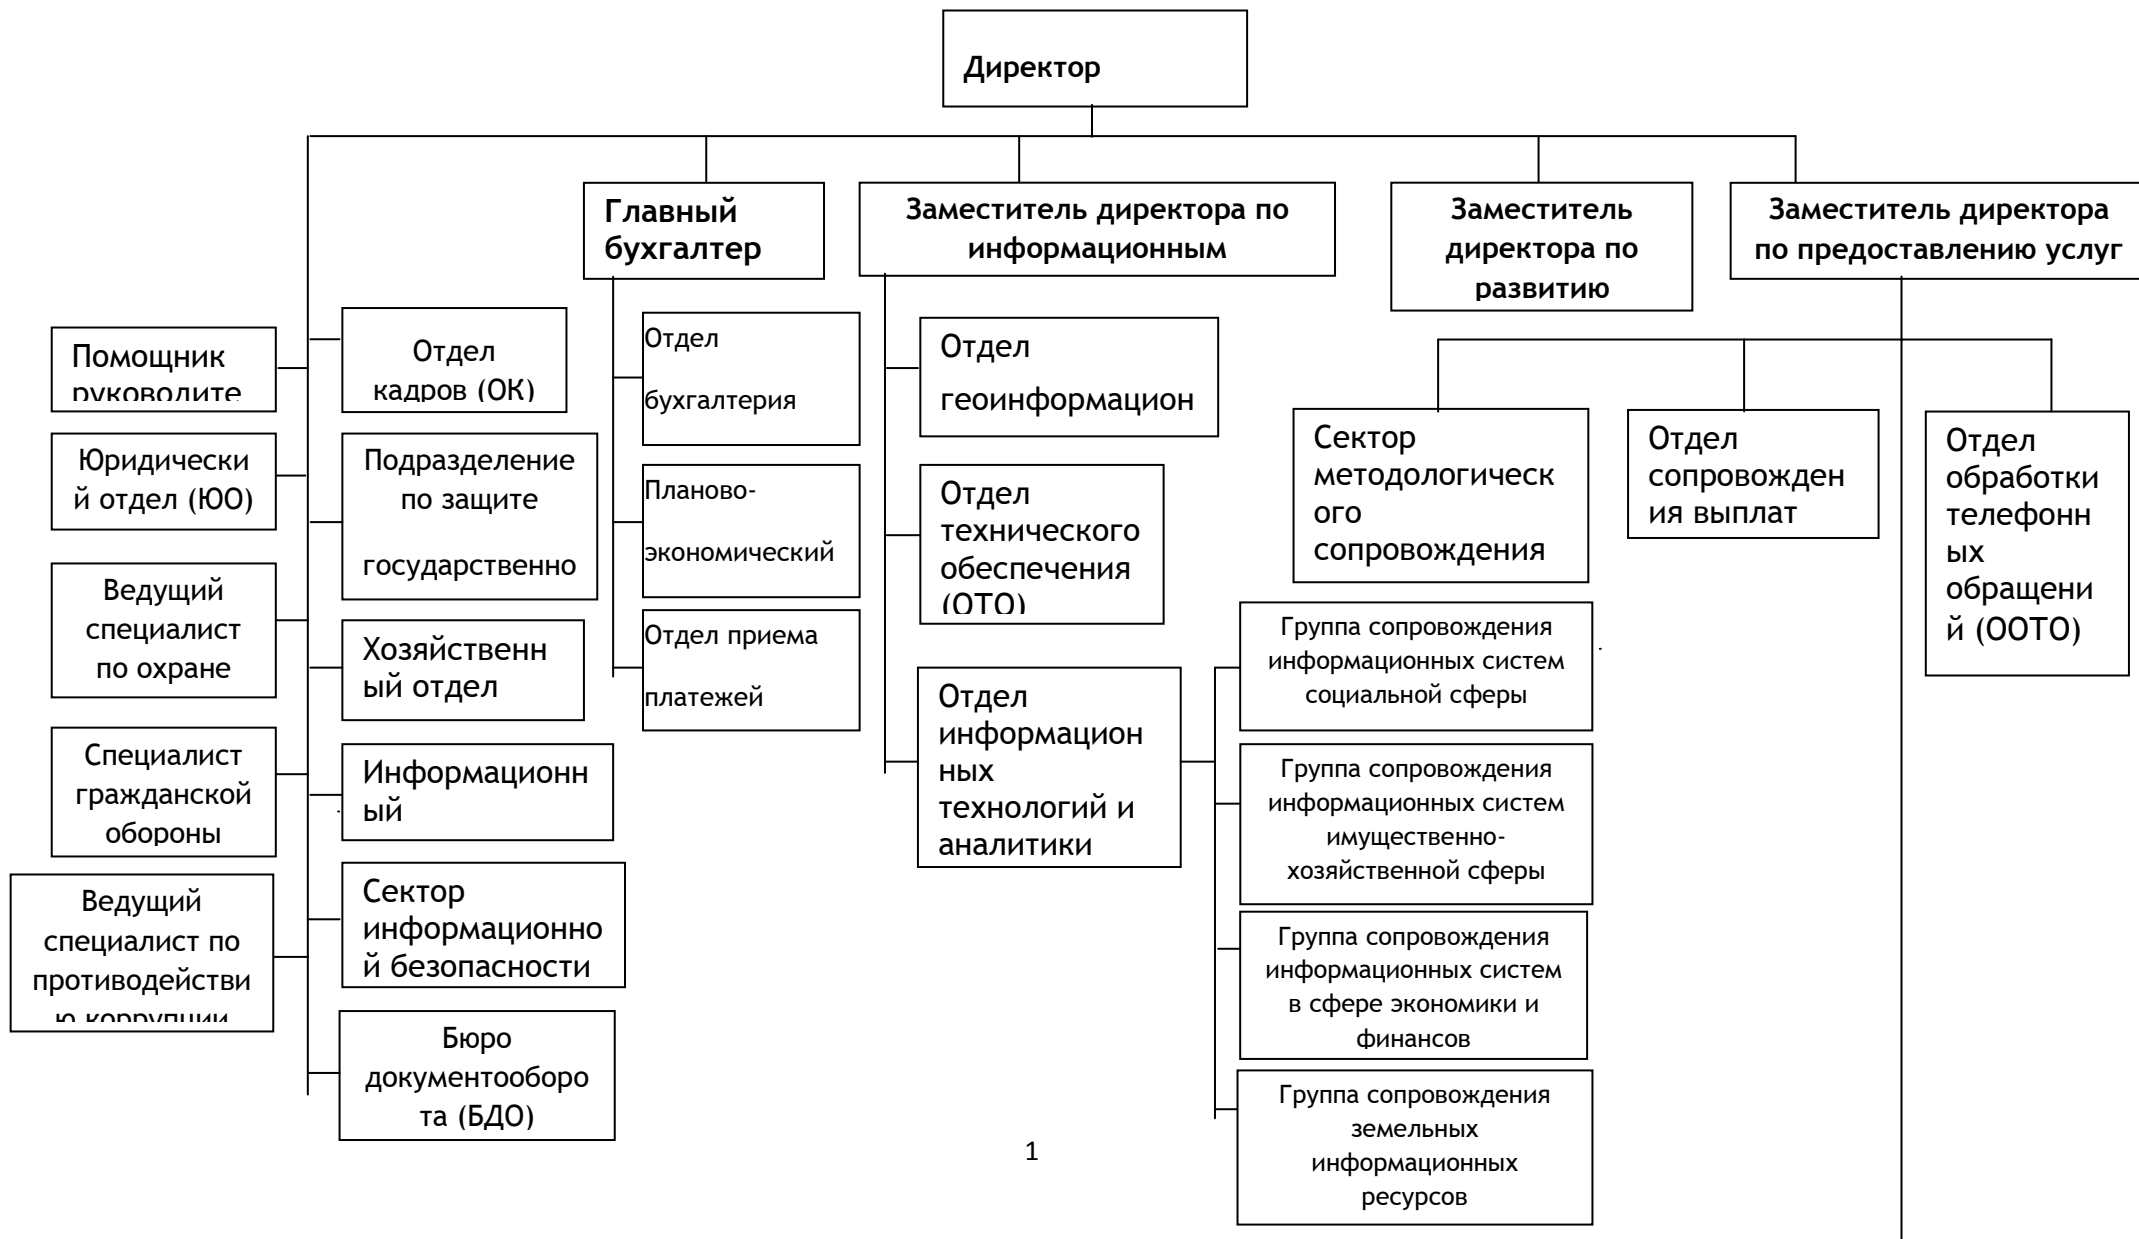 Директор
Главный
бухгалтер
Заместитель директора по
информационным
Заместитель
директора по
развитию
Заместитель директора
по предоставлению услуг
Помощник
руководите
Юридически
й отдел (ЮО)
Ведущий
специалист
по охране
Специалист
гражданской
обороны
Ведущий
специалист по
противодействи
ю коррупции
Отдел
кадров (ОК)
Подразделение
по защите
государственно
Хозяйственн
ый отдел
Информационн
ый
Сектор
информационно
й безопасности
Бюро
документооборо
та (БДО)
Отдел
бухгалтерия
Планово-
экономический
Отдел приема
платежей
Отдел
геоинформацион
Отдел
технического
обеспечения
(ОТО)
Отдел
информацион
ных
технологий и
аналитики
Группа сопровождения
информационных систем
социальной сферы
Группа сопровождения
информационных систем
имущественно-
хозяйственной сферы
Группа сопровождения
информационных систем
в сфере экономики и
финансов
Группа сопровождения
земельных
информационных
ресурсов
Сектор
методологическ
ого
сопровождения
Отдел
сопровожден
ия выплат
Отдел
обработки
телефонн
ых
обращени
й (ООТО)
1